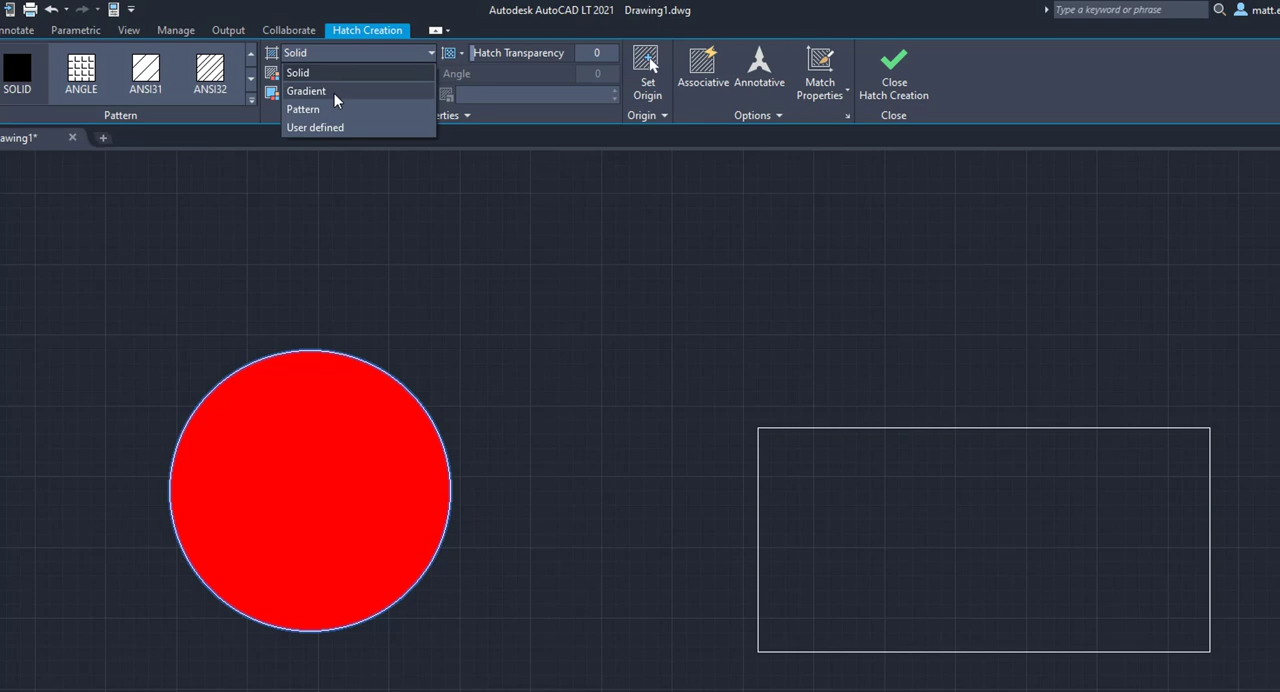 Autodesk AutoCAD LT 2021 Drawing1.dwg
Type a keyword or phrase
matt.e
nnotate Parametric View Manage Output Collaborate Hatch Creation
SOLID
ANGLE
ANSI31
ANSI32
Pattern
Solid
Solid
Gradient
Pattern
User defined
Hatch Transparency 0
Angle 0
erties
Set
Origin
Origin
Associative
Annotative
Match
Properties
Options
Close
Hatch Creation
Close
rawing1*